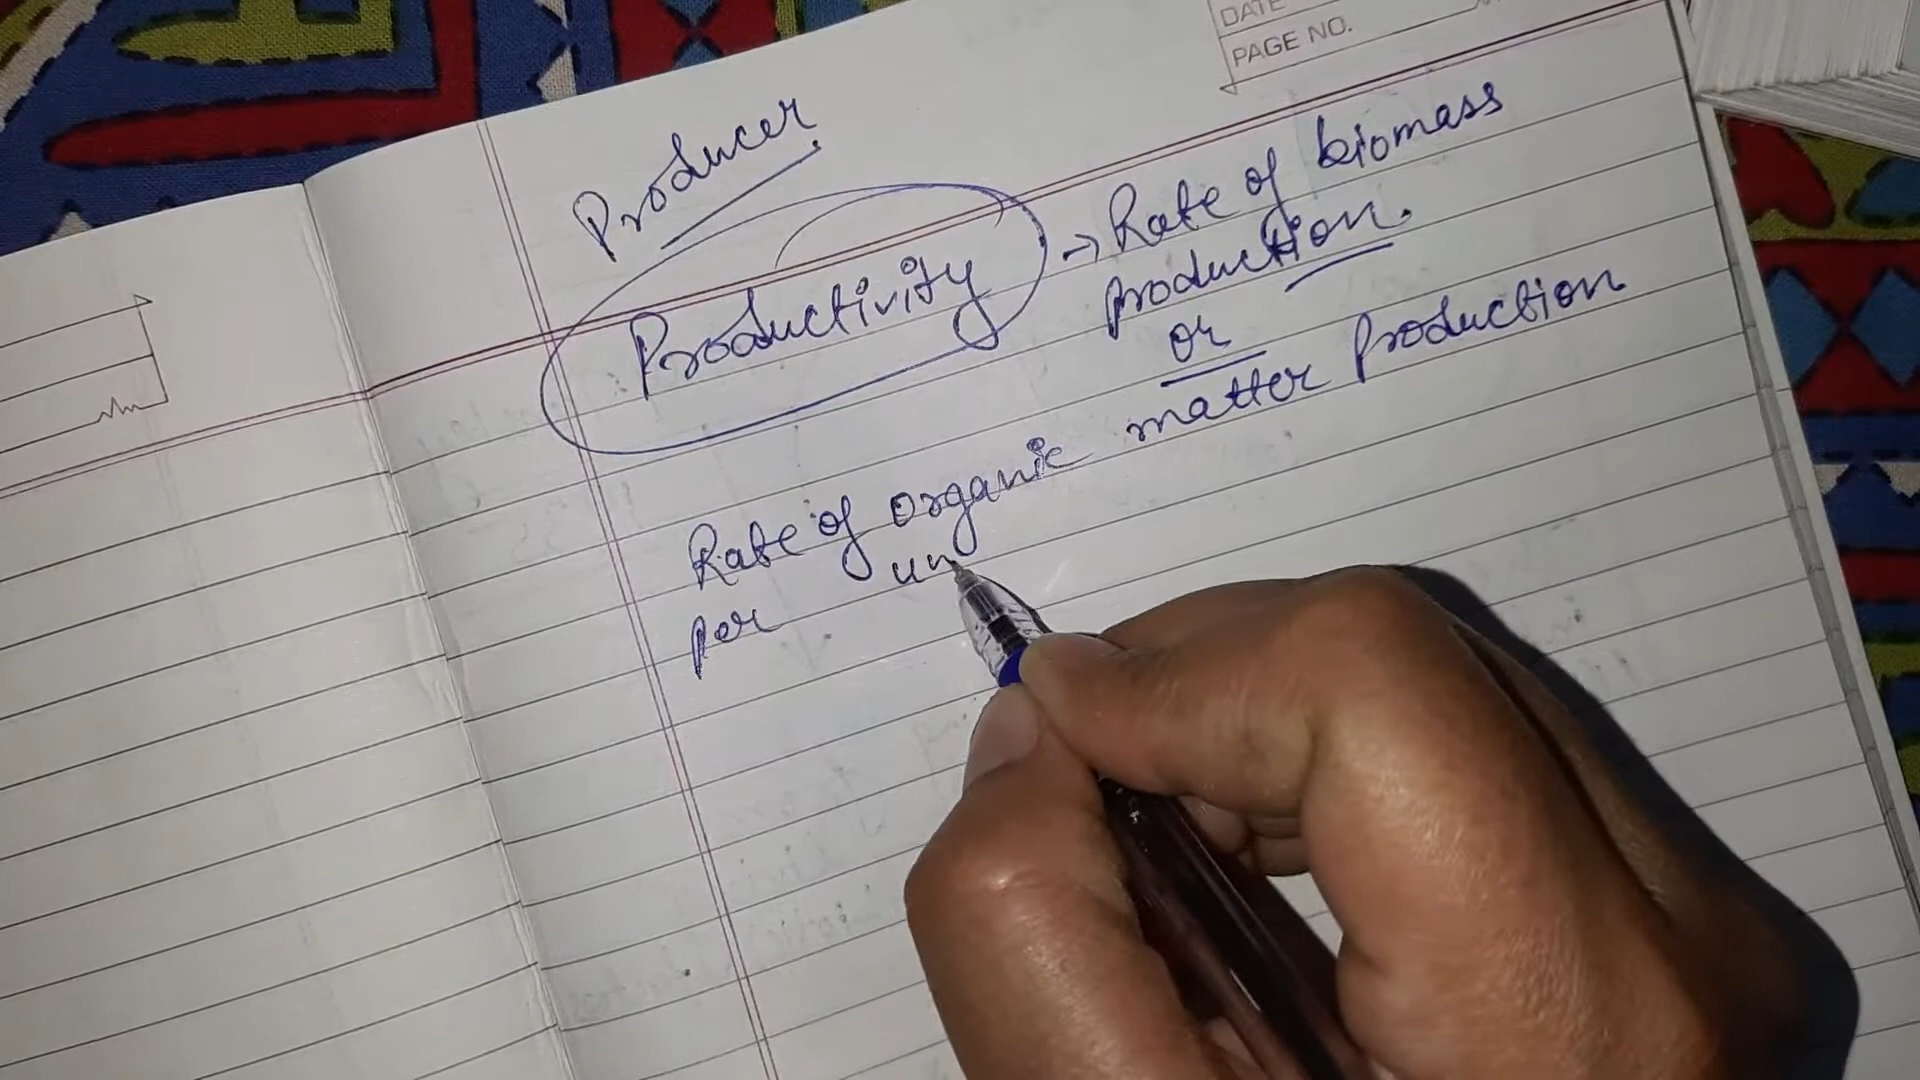 DATE
PAGE NO.
Producer
Productivity → Rate of biomass
production.
or
Rate of organic matter production
per un